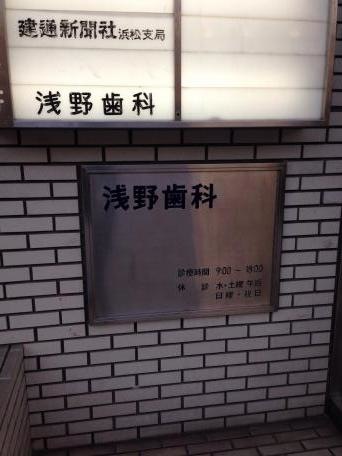 建通新聞社浜松支局
浅野歯科
浅野歯科
診療時間 9:00～18:00
休診 水・土曜午后
日曜・祝日